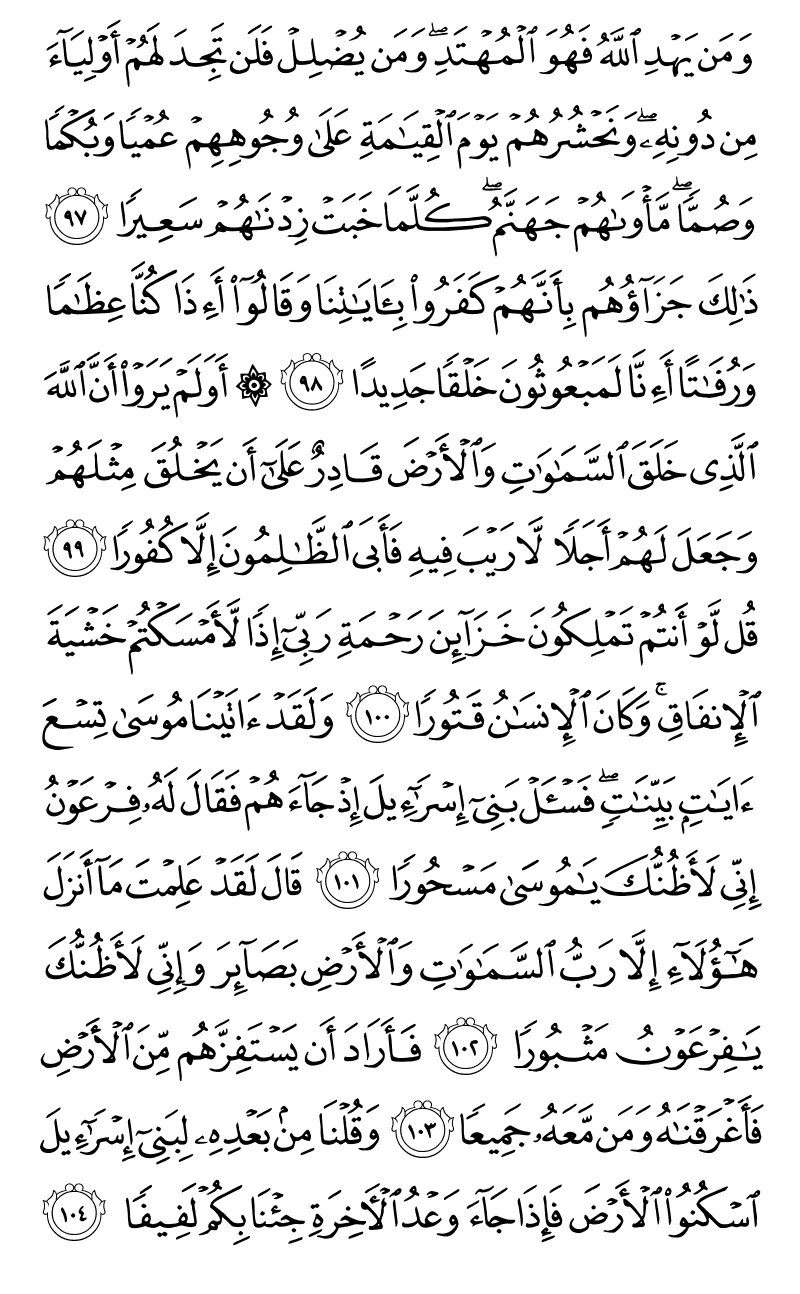 وَمَن يَهۡدِ ٱللَّهُ فَهُوَ ٱلۡمُهۡتَدِۖ وَمَن يُضۡلِلۡ فَلَن تَجِدَ لَهُمۡ أَوۡلِيَآءَ
مِن دُونِهِۦۖ وَنَحۡشُرُهُمۡ يَوۡمَ ٱلۡقِيَٰمَةِ عَلَىٰ وُجُوهِهِمۡ عُمۡيٗا وَبُكۡمٗا
وَصُمّٗاۖ مَّأۡوَىٰهُمۡ جَهَنَّمُۖ كُلَّمَا خَبَتۡ زِدۡنَٰهُمۡ سَعِيرٗا ٩٧
ذَٰلِكَ جَزَآؤُهُم بِأَنَّهُمۡ كَفَرُواْ بِـَٔايَٰتِنَا وَقَالُوٓاْ أَءِذَا كُنَّا عِظَٰمٗا
وَرُفَٰتًا أَءِنَّا لَمَبۡعُوثُونَ خَلۡقٗا جَدِيدًا ٩٨ ۞ أَوَلَمۡ يَرَوۡاْ أَنَّ ٱللَّهَ
ٱلَّذِي خَلَقَ ٱلسَّمَٰوَٰتِ وَٱلۡأَرۡضَ قَادِرٌ عَلَىٰٓ أَن يَخۡلُقَ مِثۡلَهُمۡ
وَجَعَلَ لَهُمۡ أَجَلٗا لَّا رَيۡبَ فِيهِ فَأَبَى ٱلظَّٰلِمُونَ إِلَّا كُفُورٗا ٩٩
قُل لَّوۡ أَنتُمۡ تَمۡلِكُونَ خَزَآئِنَ رَحۡمَةِ رَبِّيٓ إِذٗا لَّأَمۡسَكۡتُمۡ خَشۡيَةَ
ٱلۡإِنفَاقِۚ وَكَانَ ٱلۡإِنسَٰنُ قَتُورٗا ١٠٠ وَلَقَدۡ ءَاتَيۡنَا مُوسَىٰ تِسۡعَ
ءَايَٰتِۭ بَيِّنَٰتٖۖ فَسۡـَٔلۡ بَنِيٓ إِسۡرَٰٓءِيلَ إِذۡ جَآءَهُمۡ فَقَالَ لَهُۥ فِرۡعَوۡنُ
إِنِّي لَأَظُنُّكَ يَٰمُوسَىٰ مَسۡحُورٗا ١٠١ قَالَ لَقَدۡ عَلِمۡتَ مَآ أَنزَلَ
هَٰٓؤُلَآءِ إِلَّا رَبُّ ٱلسَّمَٰوَٰتِ وَٱلۡأَرۡضِ بَصَآئِرَ وَإِنِّي لَأَظُنُّكَ
يَٰفِرۡعَوۡنُ مَثۡبُورٗا ١٠٢ فَأَرَادَ أَن يَسۡتَفِزَّهُم مِّنَ ٱلۡأَرۡضِ
فَأَغۡرَقۡنَٰهُ وَمَن مَّعَهُۥ جَمِيعٗا ١٠٣ وَقُلۡنَا مِنۢ بَعۡدِهِۦ لِبَنِيٓ إِسۡرَٰٓءِيلَ
ٱسۡكُنُواْ ٱلۡأَرۡضَ فَإِذَا جَآءَ وَعۡدُ ٱلۡأٓخِرَةِ جِئۡنَا بِكُمۡ لَفِيفٗا ١٠٤